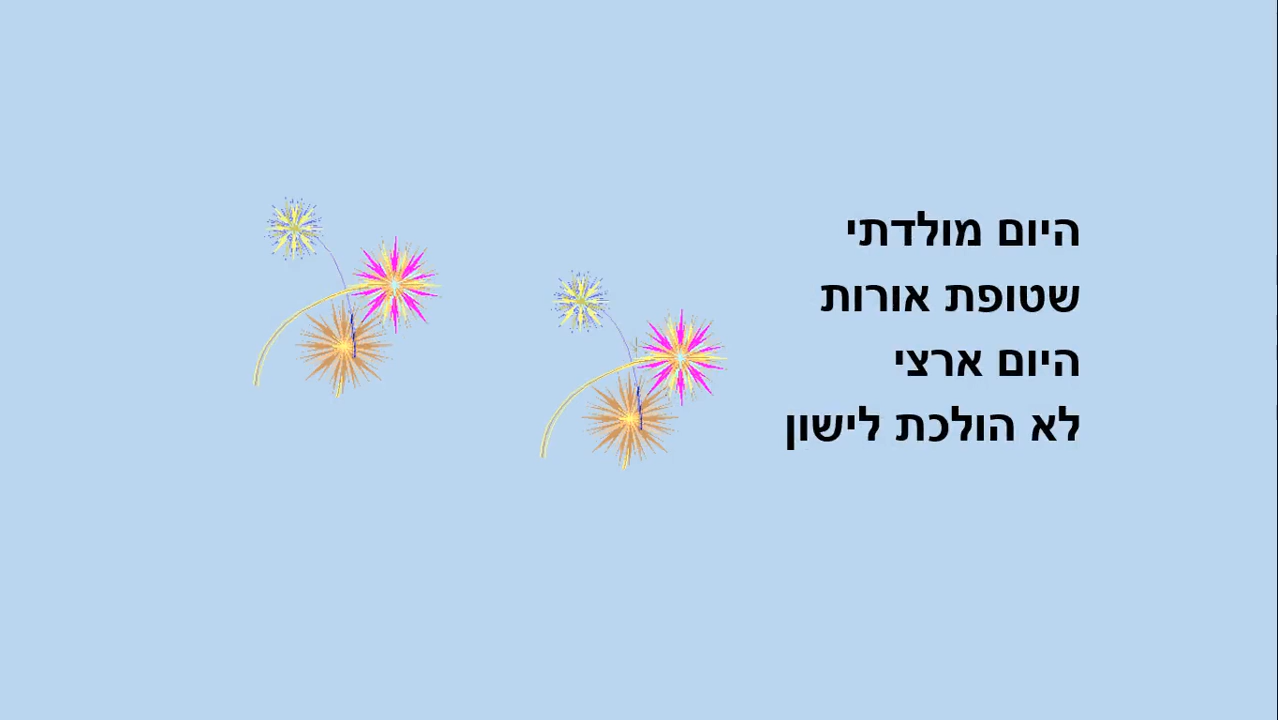 היום מולדתי
שטופת אורות
היום ארצי
לא הולכת לישון